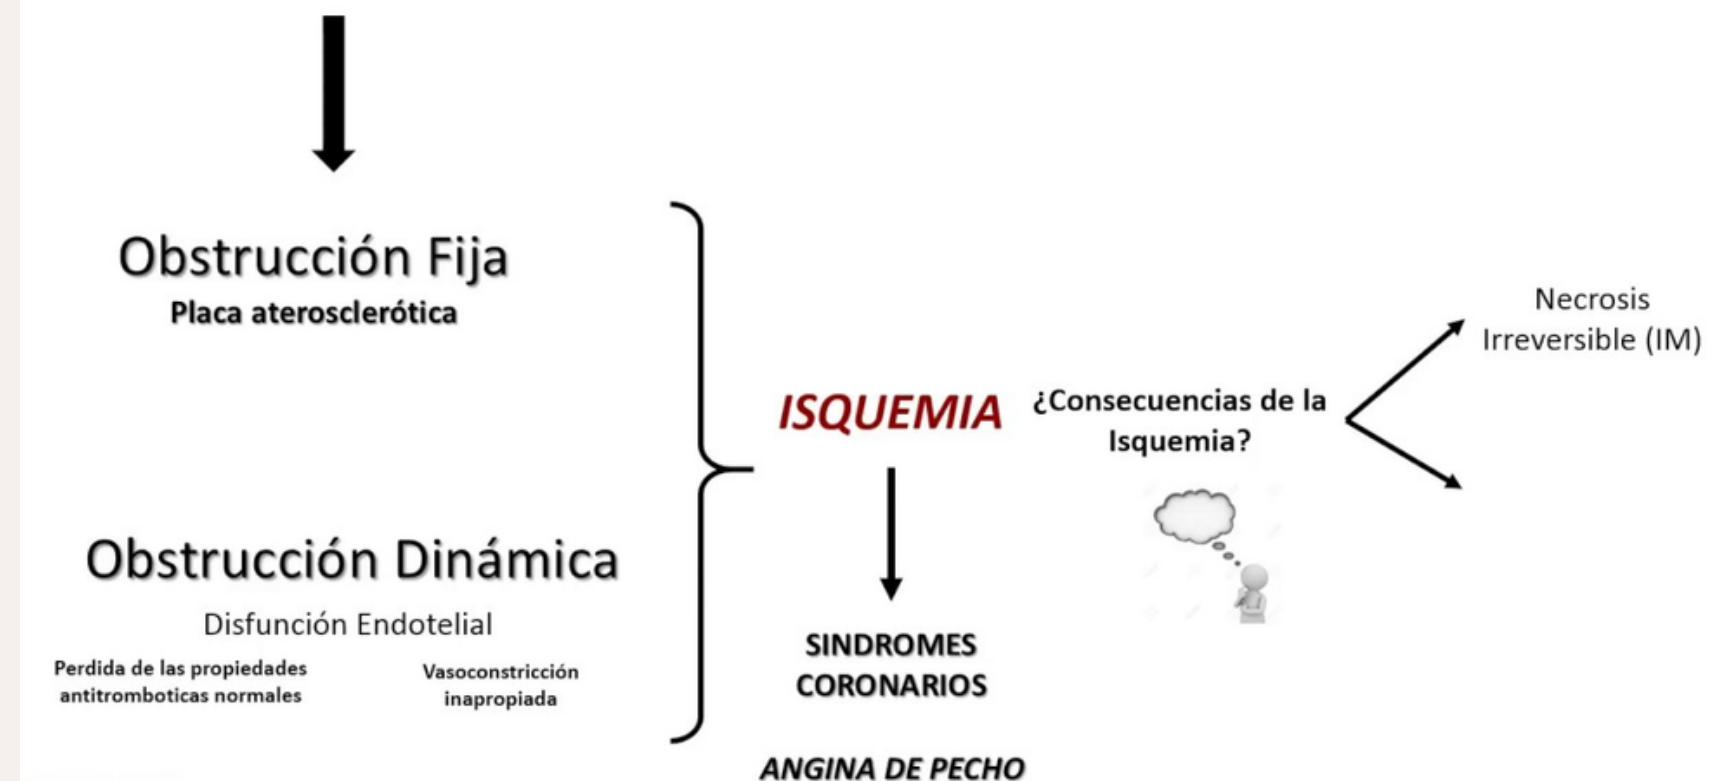 Obstrucción Fija
Placa aterosclerótica
Obstrucción Dinámica
Disfunción Endotelial
Perdida de las propiedades
antitromboticas normales
Vasoconstricción
inapropiada
ISQUEMIA
SINDROMES
CORONARIOS
ANGINA DE PECHO
¿Consecuencias de la
Isquemia?
Necrosis
Irreversible (IM)